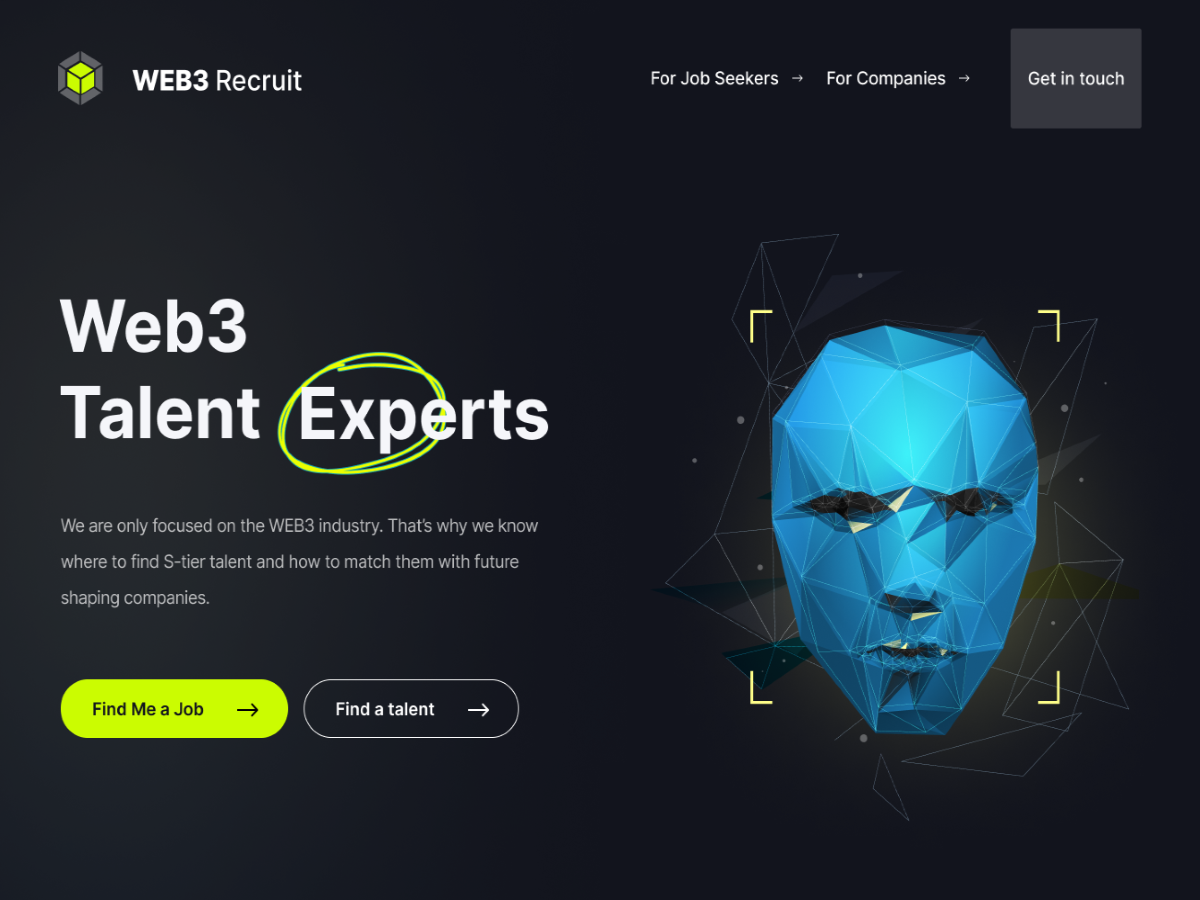 WEB3 Recruit
For Job Seekers →
For Companies →
Get in touch
Web3
Talent Experts
We are only focused on the WEB3 industry. That's why we know
where to find S-tier talent and how to match them with future
shaping companies.
Find Me a Job →
Find a talent →